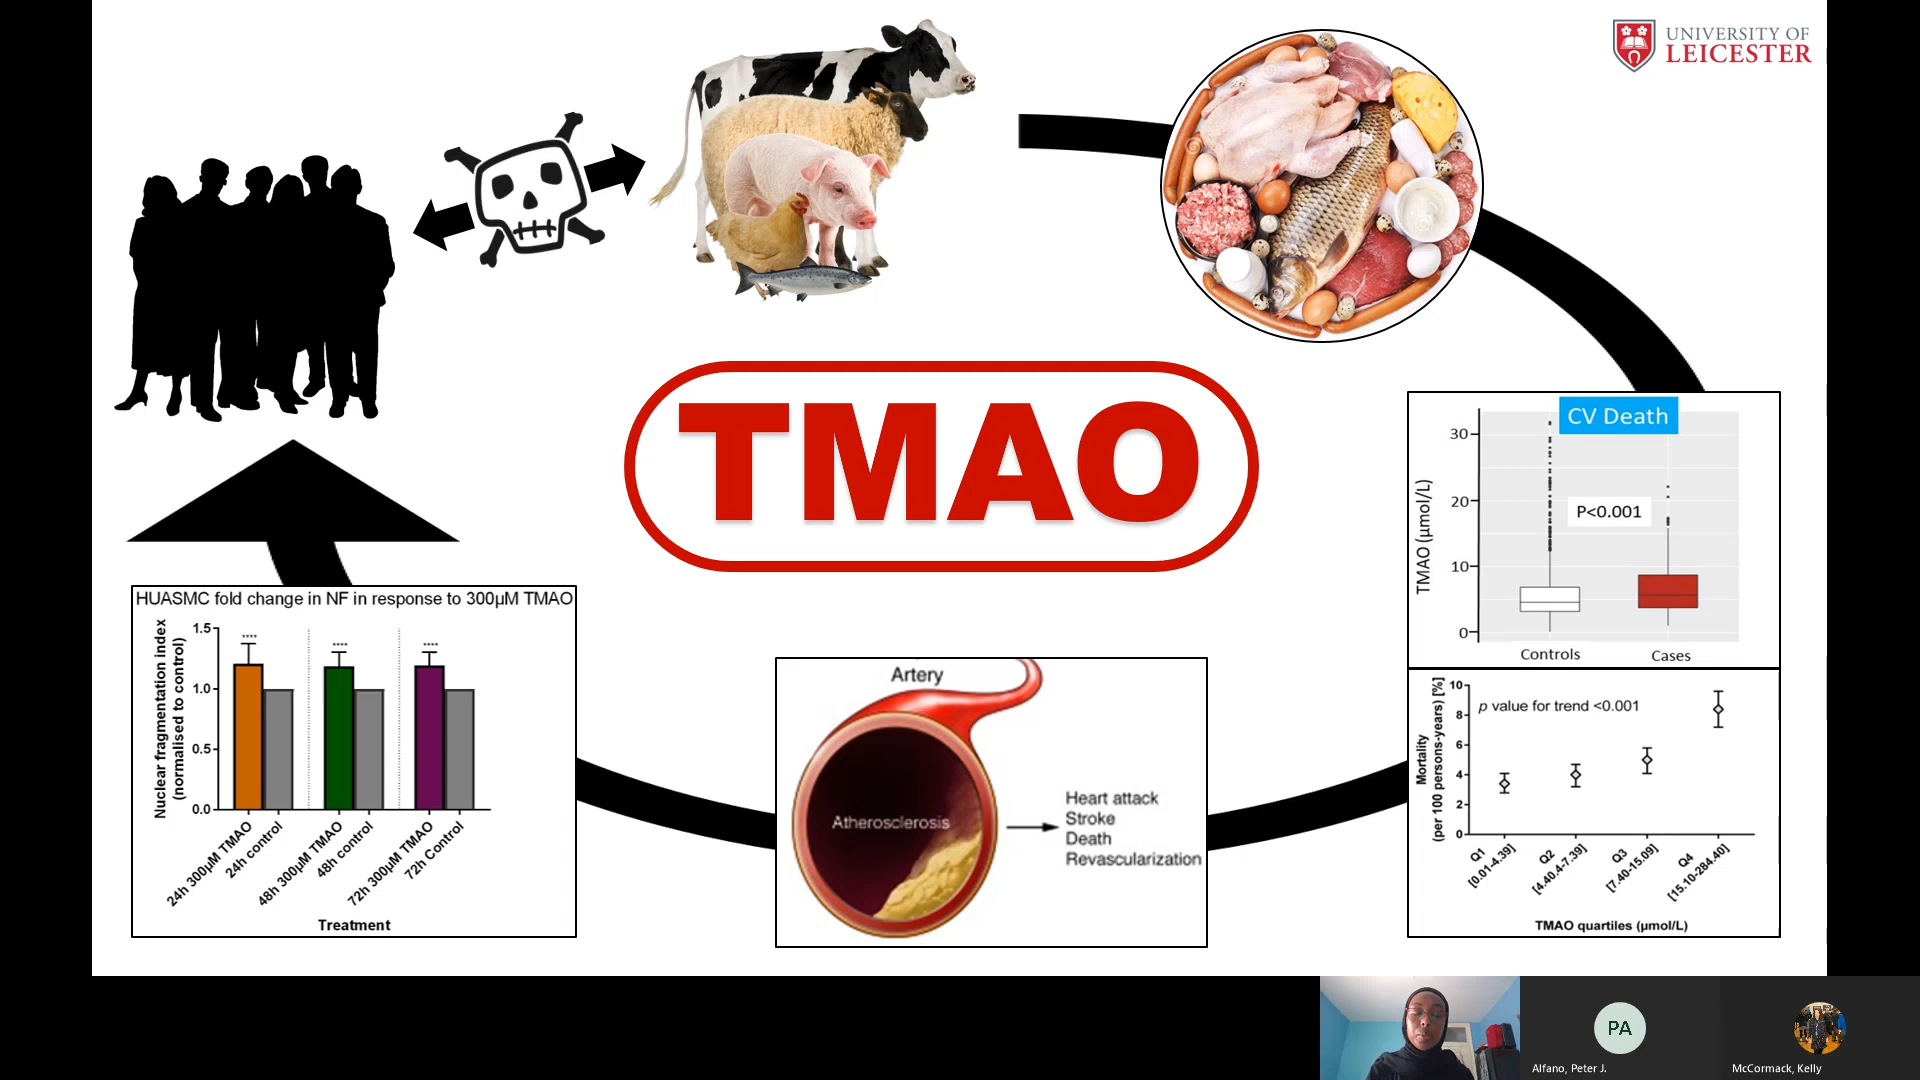 UNIVERSITY OF
LEICESTER
TMAO
CV Death
30
20
10
0
TMAO (µmol/L)
P<0.001
Controls
Cases
10
8
6
4
2
0
Mortality
(per 100 persons-years) [%]
p value for trend <0.001
Q1
[0.01-4.39]
Q2
[4.40.4-7.39]
Q3
[7.40-15.09]
Q4
[15.10-284.40]
TMAO quartiles (µmol/L)
Artery
Atherosclerosis
Heart attack
Stroke
Death
Revascularization
HUASMC fold change in NF in response to 300µM TMAO
Nuclear fragmentation index
(normalised to control)
1.5
1.0
0.5
0.0
****
****
****
24h 300µM TMAO
24h control
48h 300µM TMAO
48h control
72h 300µM TMAO
72h Control
Treatment
PA
Alfano, Peter J.
McCormack, Kelly